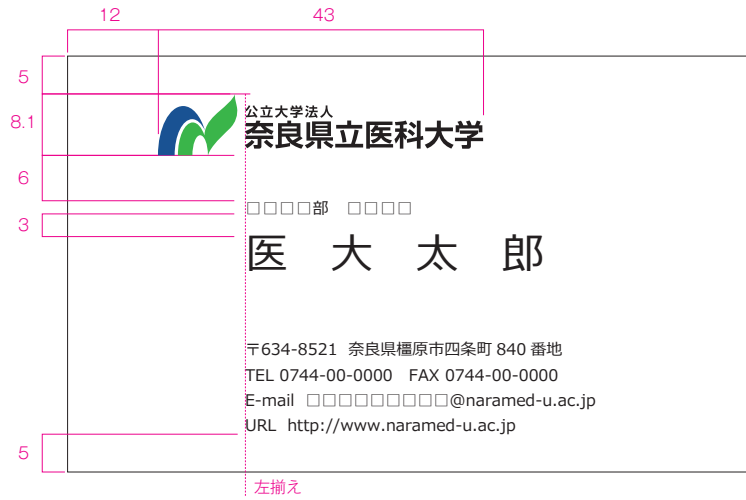 12
43
5
8.1
6
3
5
公立大学法人
奈良県立医科大学
□□□□部　□□□□
医　大　太　郎
〒634-8521 奈良県橿原市四条町 840 番地
TEL 0744-00-0000　FAX 0744-00-0000
E-mail □□□□□□□□□@naramed-u.ac.jp
URL http://www.naramed-u.ac.jp
左揃え